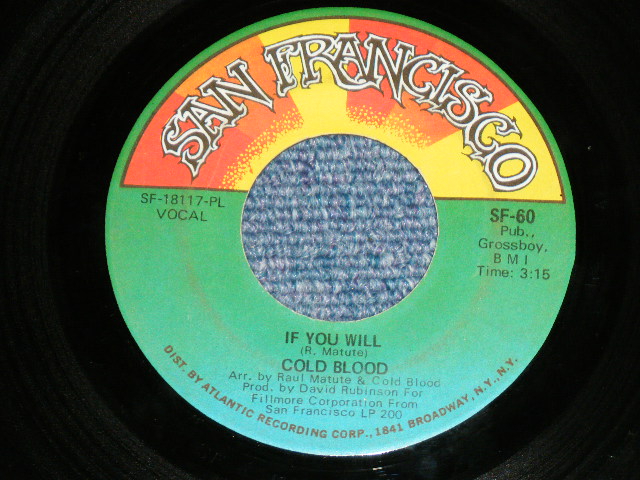 SAN FRANCISCO
SF-18117-PL
VOCAL
SF-60
Pub.,
Grossboy,
BMI
Time: 3:15
IF YOU WILL
(R. Matute)
COLD BLOOD
Arr. by Raul Matute & Cold Blood
Prod. by David Rubinson For
Fillmore Corporation From
San Francisco LP 200
DIST. BY ATLANTIC RECORDING CORP., 1841 BROADWAY, N.Y., N.Y.